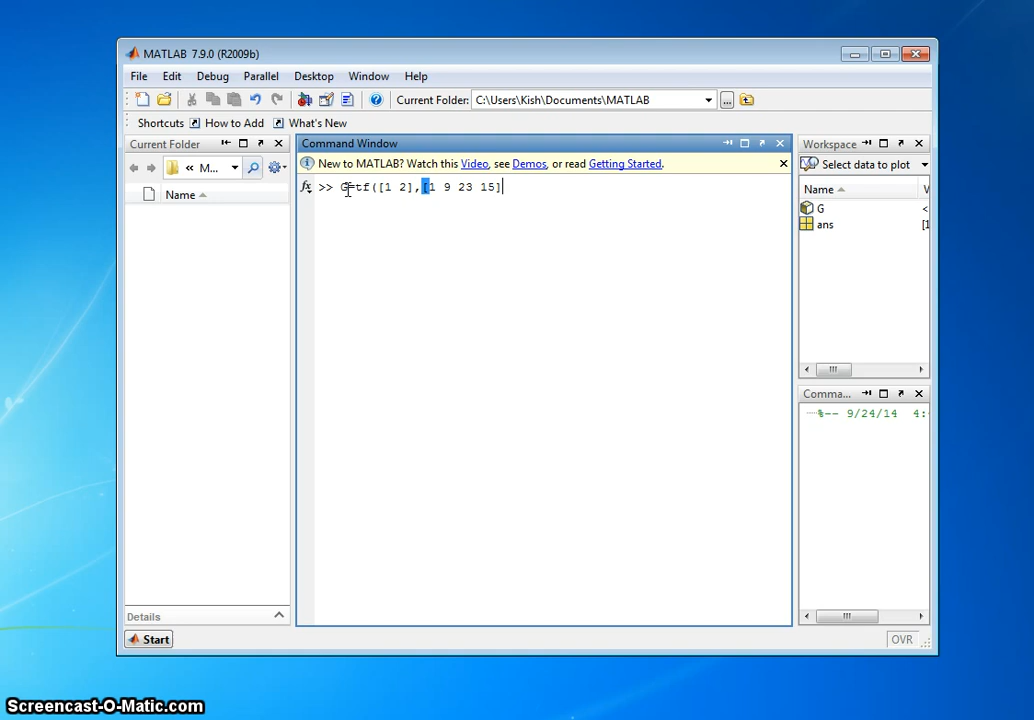 MATLAB 7.9.0 (R2009b)
File Edit Debug Parallel Desktop Window Help
Current Folder: C:\Users\Kish\Documents\MATLAB ...
Shortcuts How to Add What's New
Current Folder
« M...
Name
Details
Command Window
New to MATLAB? Watch this Video, see Demos, or read Getting Started.
fx >> G=tf([1 2],[1 9 23 15]
Workspace
Select data to plot
Name V
G <
ans [1
Comma...
%-- 9/24/14 4:
Start
OVR
Screencast-O-Matic.com